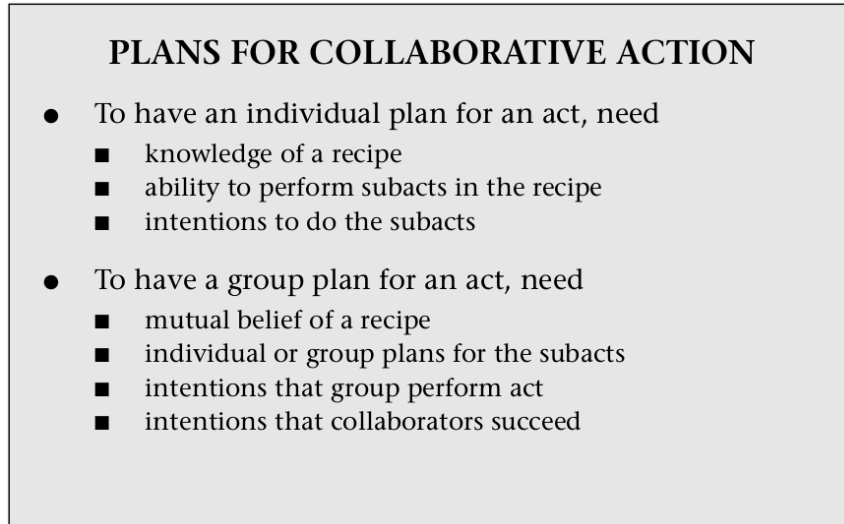 PLANS FOR COLLABORATIVE ACTION
● To have an individual plan for an act, need
■ knowledge of a recipe
■ ability to perform subacts in the recipe
■ intentions to do the subacts
● To have a group plan for an act, need
■ mutual belief of a recipe
■ individual or group plans for the subacts
■ intentions that group perform act
■ intentions that collaborators succeed